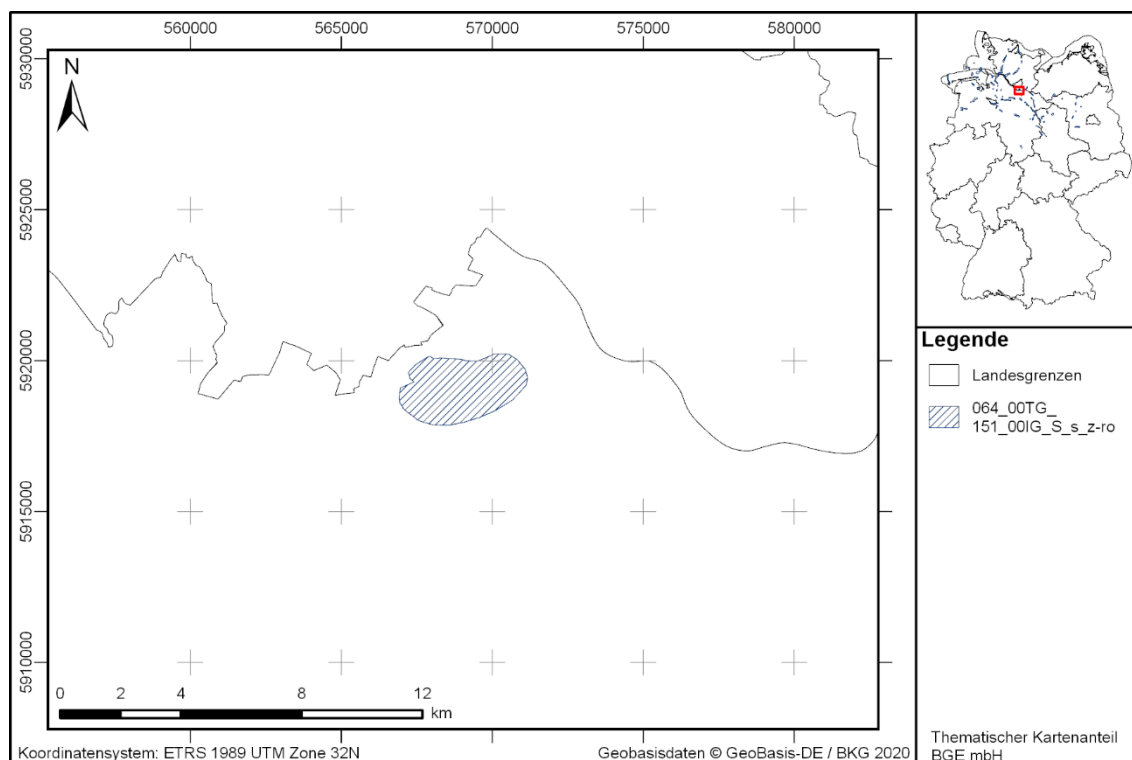 560000 565000 570000 575000 580000
5930000
5925000
5920000
5915000
5910000
N
0 2 4 8 12
km
Koordinatensystem: ETRS 1989 UTM Zone 32N
Geobasisdaten © GeoBasis-DE / BKG 2020
Legende
Landesgrenzen
064_00TG_
151_00IG_S_s_z-ro
Thematischer Kartenanteil
BGE mbH